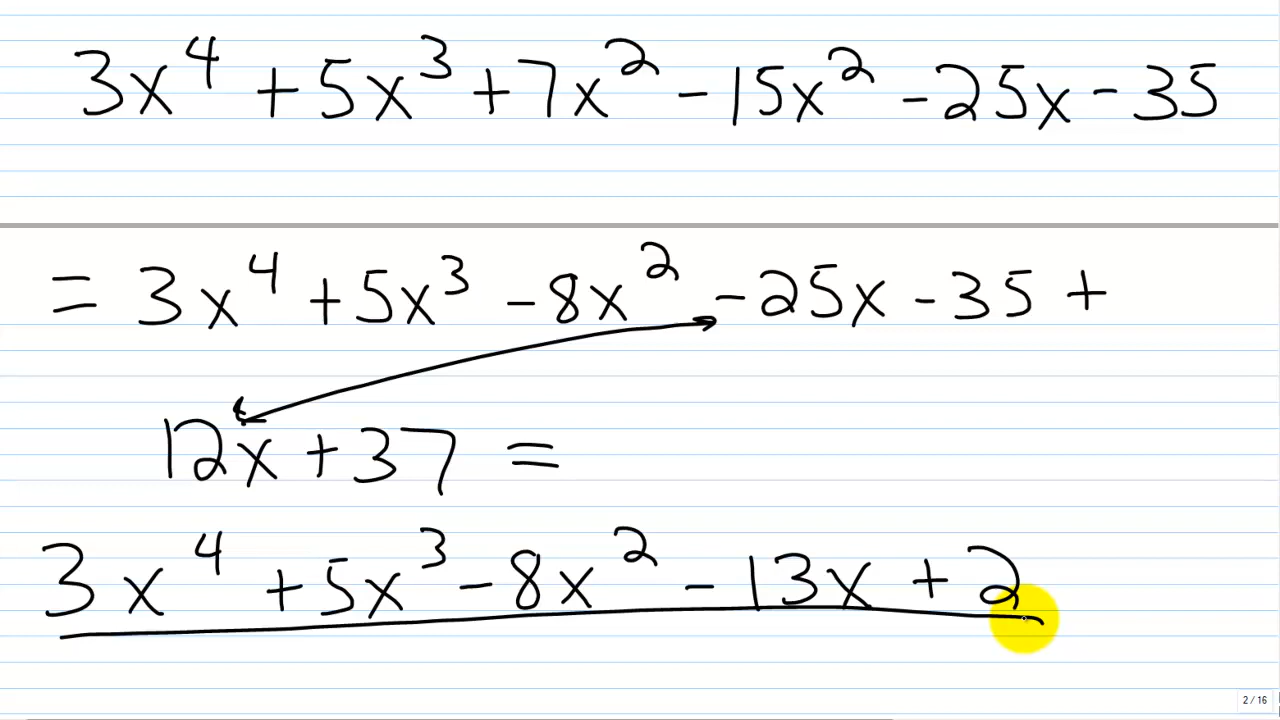 3x⁴ + 5x³ + 7x² - 15x² - 25x - 35
= 3x⁴ + 5x³ - 8x² - 25x - 35 +
12x + 37 =
3x⁴ + 5x³ - 8x² - 13x + 2
2 / 16